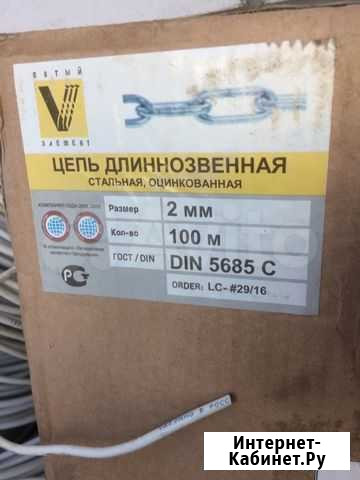 ПЯТЫЙ
V
ЭЛЕМЕНТ
ЦЕПЬ ДЛИННОЗВЕННАЯ
СТАЛЬНАЯ, ОЦИНКОВАННАЯ
Размер 2 мм
Кол-во 100 м
ГОСТ / DIN DIN 5685 C
ORDER: LC-#29/16
Интернет-
Кабинет.Ру